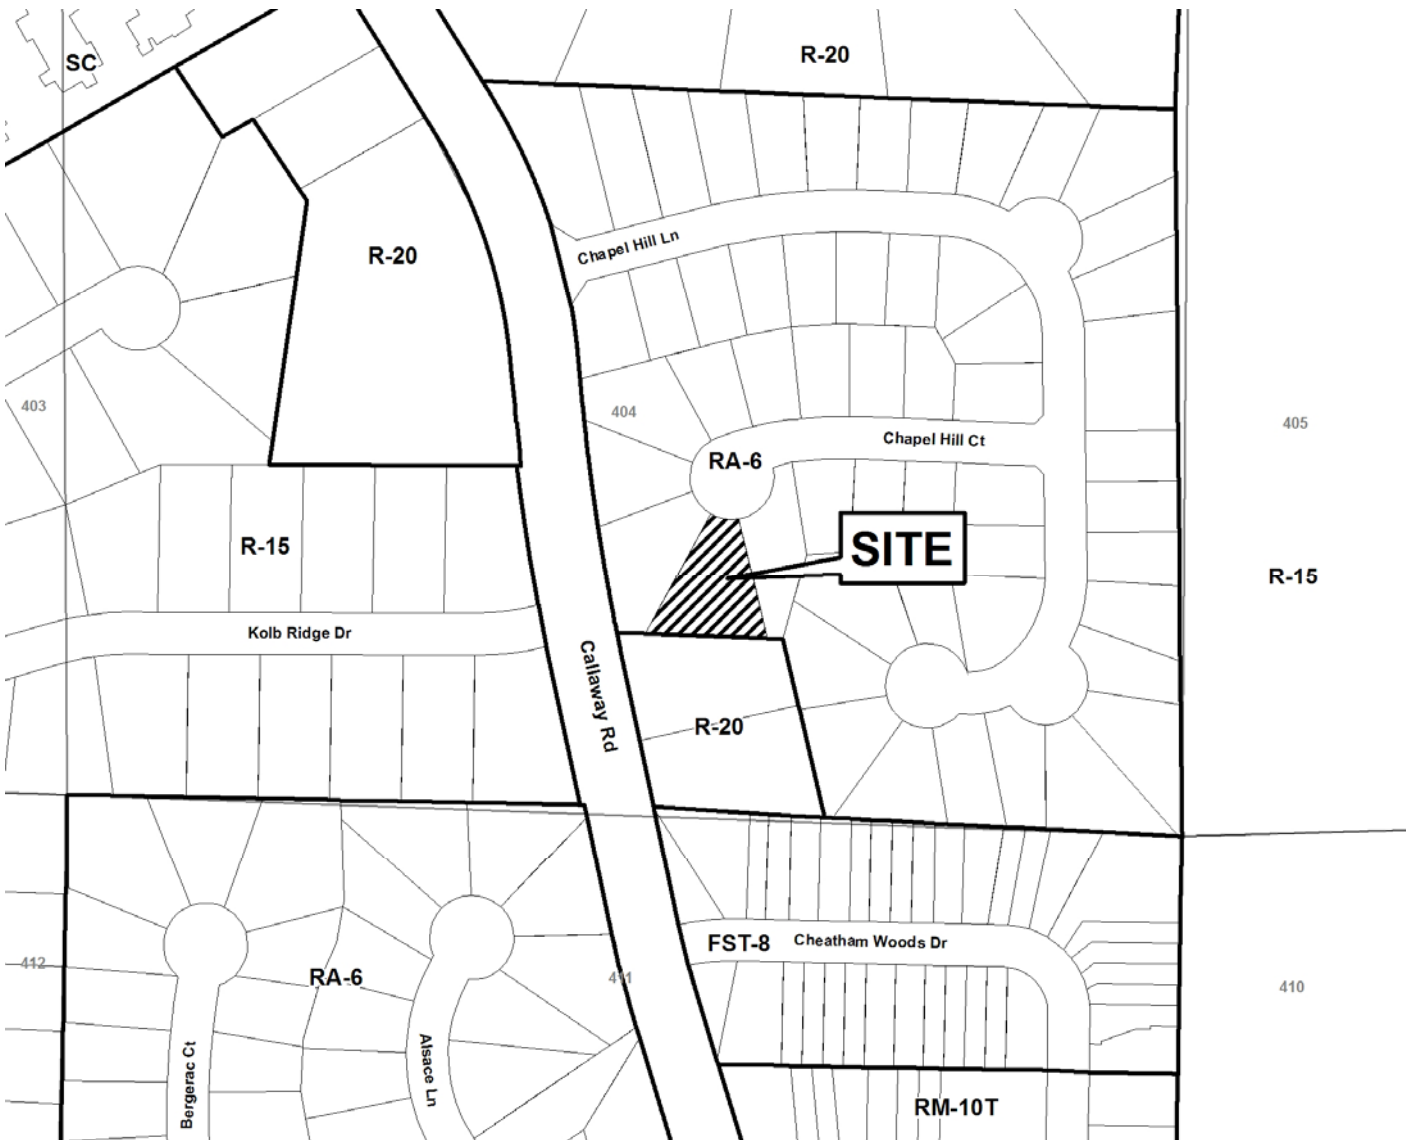 SC
R-20
R-20
Chapel Hill Ln
403
404
405
Chapel Hill Ct
RA-6
SITE
R-15
R-15
Kolb Ridge Dr
Callaway Rd
R-20
FST-8
Cheatham Woods Dr
412
RA-6
411
410
Bergerac Ct
Alsace Ln
RM-10T